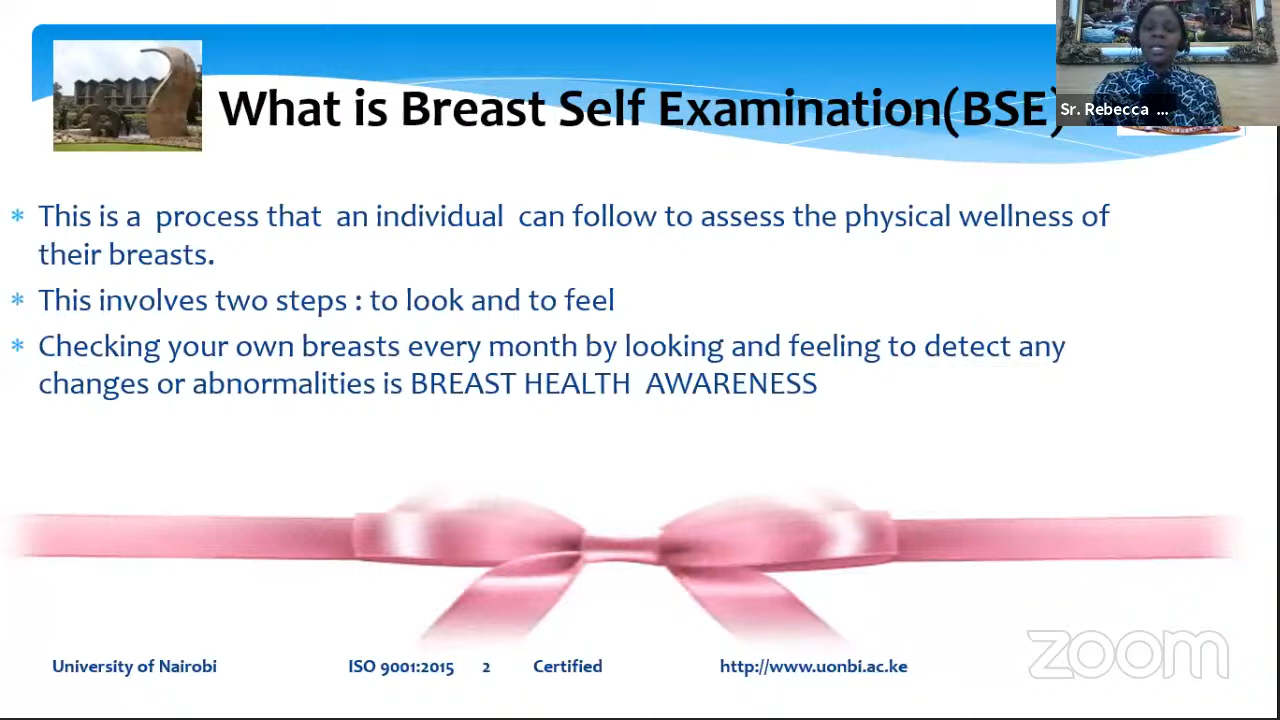 What is Breast Self Examination(BSE)
Sr. Rebecca ...
* This is a process that an individual can follow to assess the physical wellness of
their breasts.
* This involves two steps : to look and to feel
* Checking your own breasts every month by looking and feeling to detect any
changes or abnormalities is BREAST HEALTH AWARENESS
University of Nairobi ISO 9001:2015 2 Certified http://www.uonbi.ac.ke
zoom